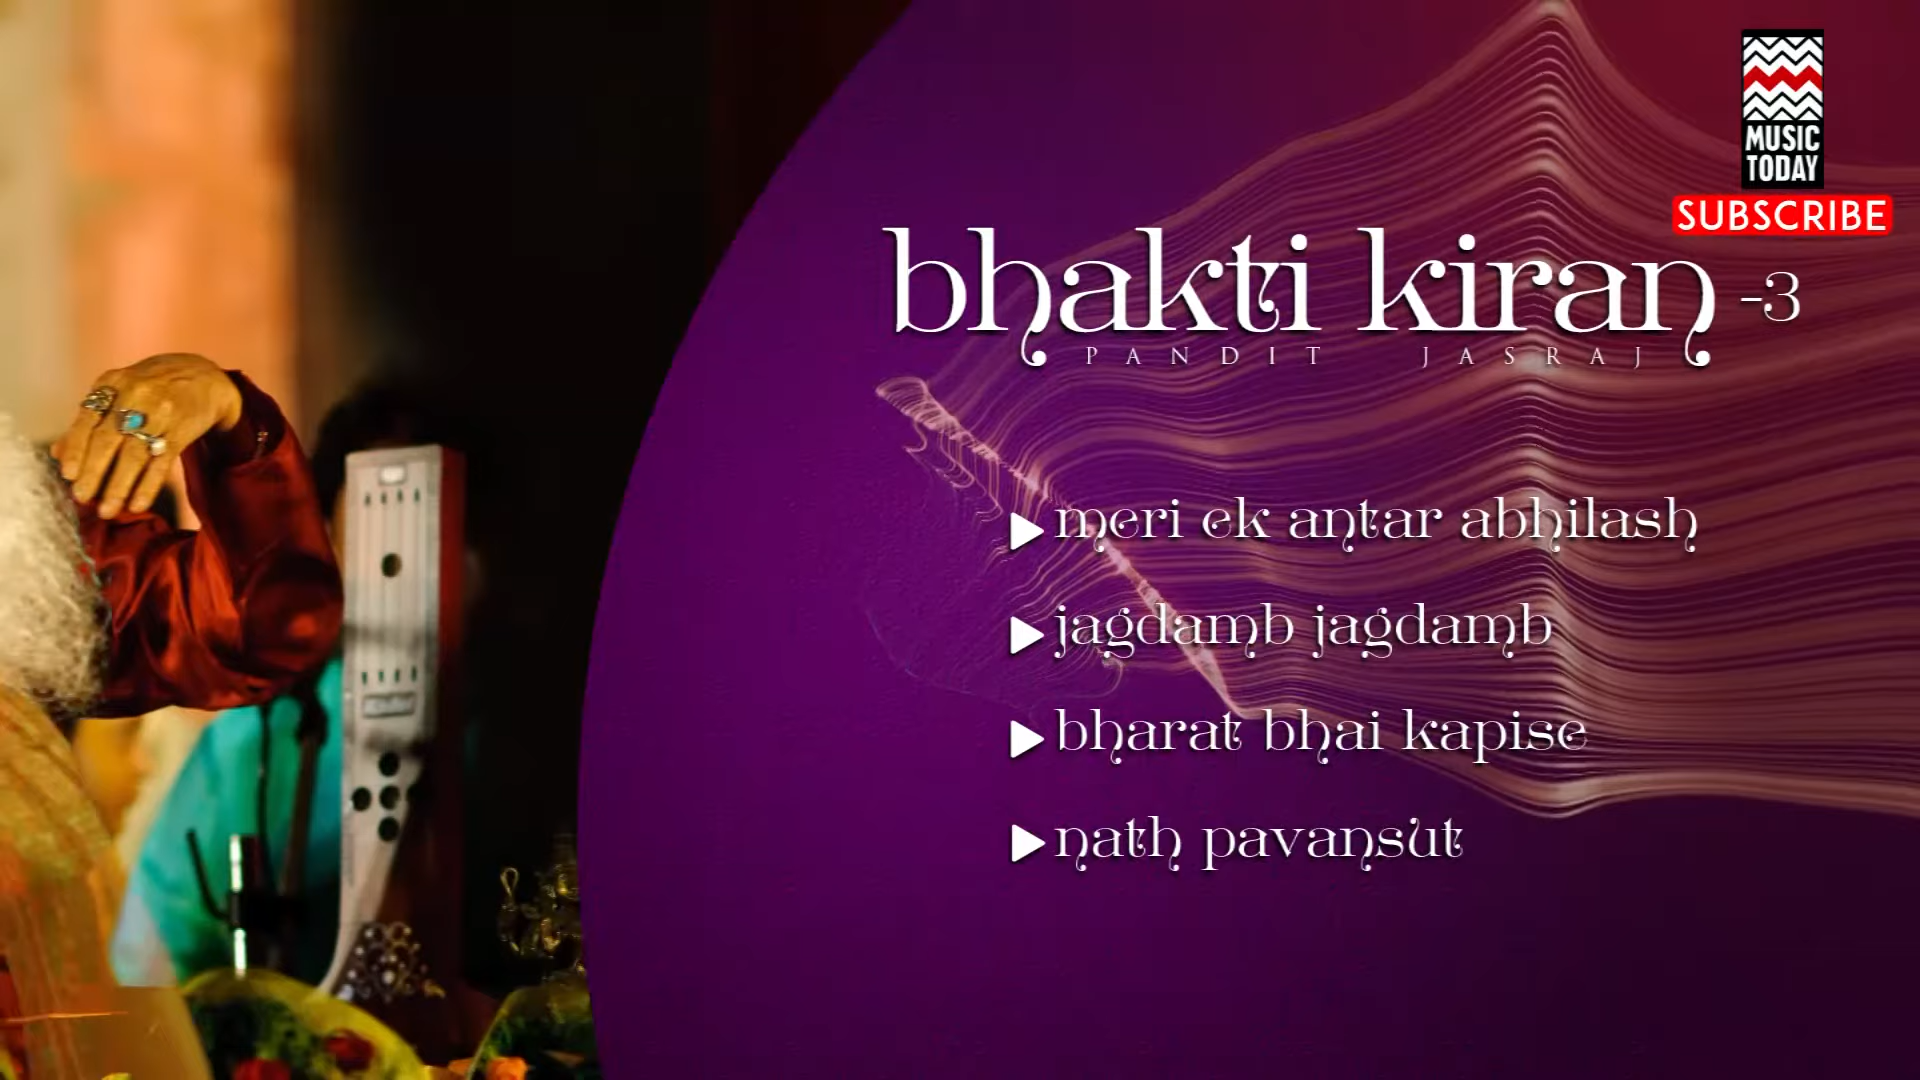 MUSIC
TODAY
SUBSCRIBE
bhakti kiran -3
PANDIT JASRAJ
meri ek antar abhilash
jagdamb jagdamb
bharat bhai kapise
nath pavansut